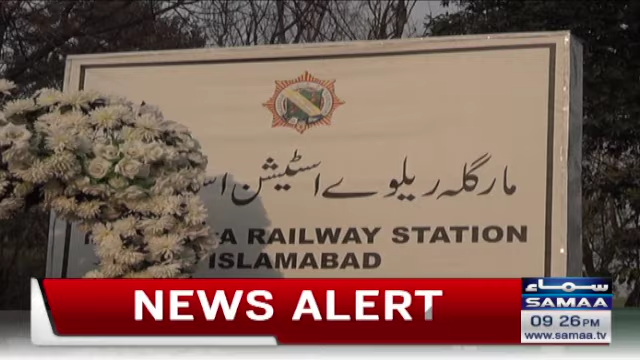 مارگلہ ریلوے اسٹیشن
RAILWAY STATION
ISLAMABAD
NEWS ALERT
سماء
SAMAA
09 26 PM
www.samaa.tv